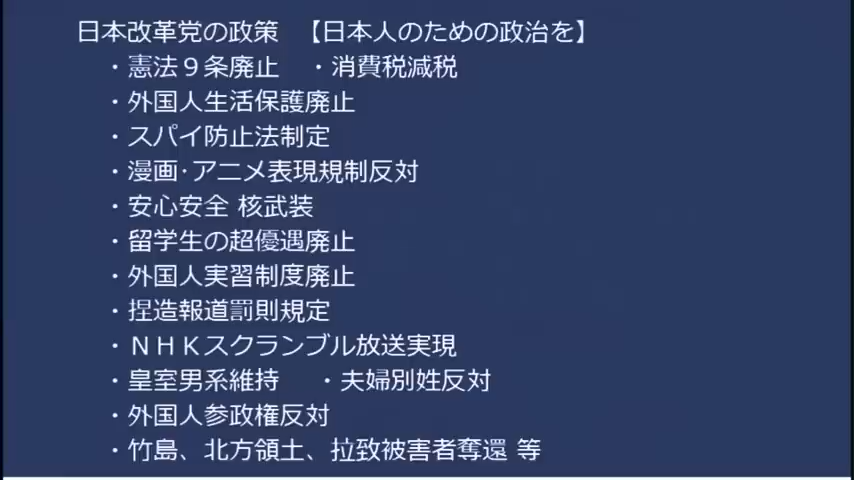 日本改革党の政策　【日本人のための政治を】
・憲法９条廃止　・消費税減税
・外国人生活保護廃止
・スパイ防止法制定
・漫画･アニメ表現規制反対
・安心安全 核武装
・留学生の超優遇廃止
・外国人実習制度廃止
・捏造報道罰則規定
・ＮＨＫスクランブル放送実現
・皇室男系維持　・夫婦別姓反対
・外国人参政権反対
・竹島、北方領土、拉致被害者奪還 等